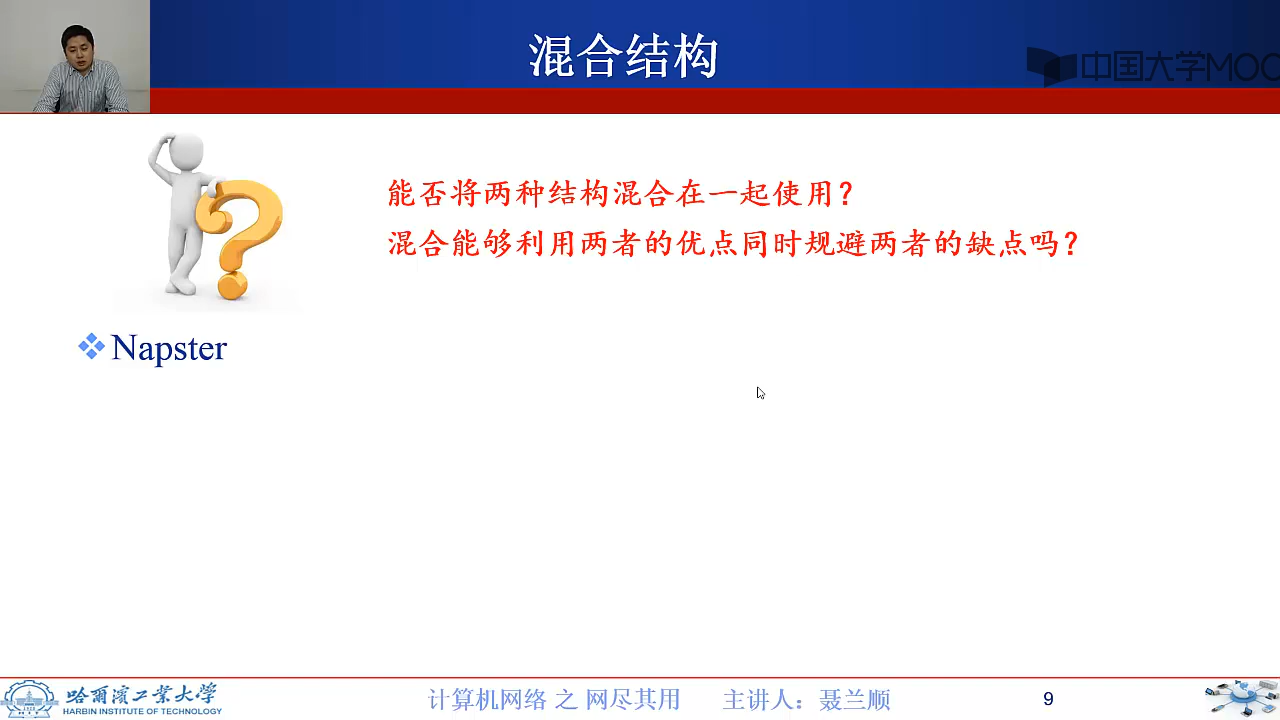 混合结构
中国大学MOC
能否将两种结构混合在一起使用？
混合能够利用两者的优点同时规避两者的缺点吗？
Napster
哈尔滨工业大学
HARBIN INSTITUTE OF TECHNOLOGY
计算机网络 之 网尽其用 主讲人：聂兰顺
9